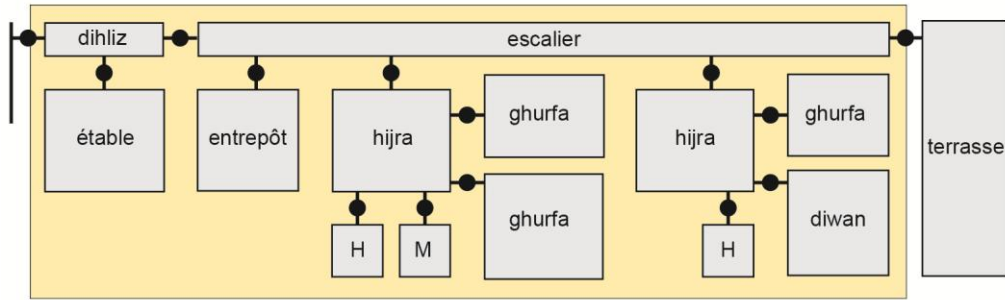 dihliz
escalier
étable
entrepôt
hijra
ghurfa
ghurfa
H
M
hijra
ghurfa
diwan
H
terrasse